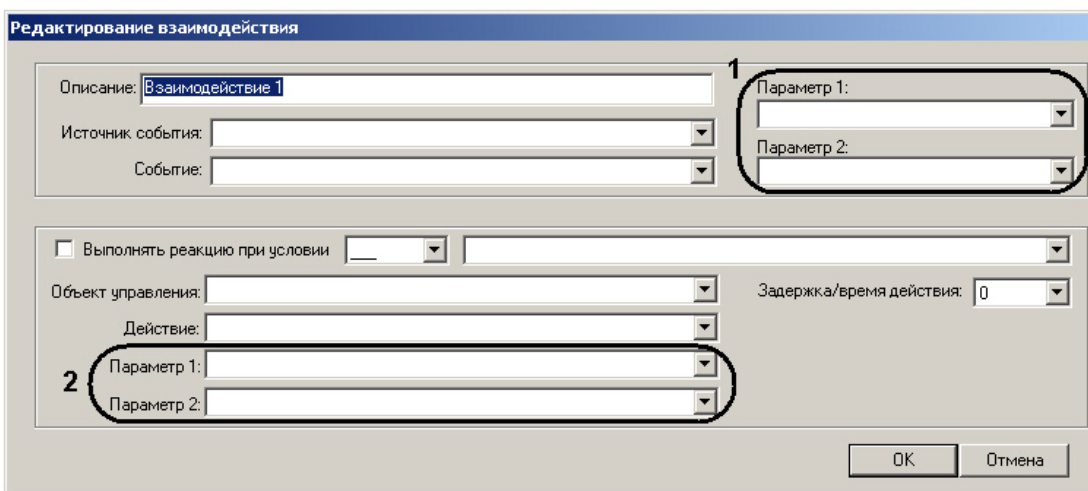 Редактирование взаимодействия
1
Описание: Взаимодействие 1
Параметр 1:
Источник события:
Параметр 2:
Событие:
Выполнять реакцию при условии ___
Объект управления:
Задержка/время действия: 0
Действие:
2
Параметр 1:
Параметр 2:
OK Отмена